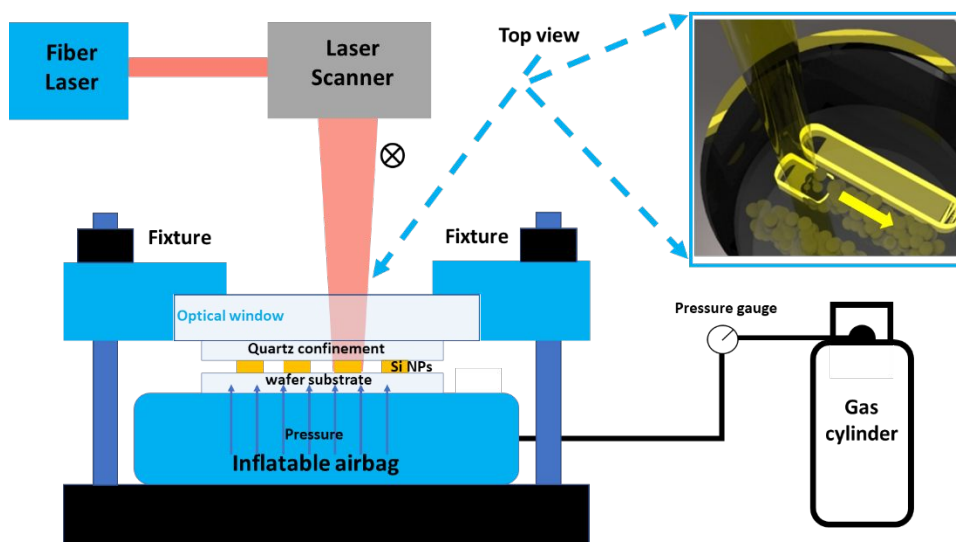 Fiber
Laser
Laser
Scanner
Top view
Fixture
Fixture
Optical window
Quartz confinement
Si NPs
wafer substrate
Pressure
Inflatable airbag
Pressure gauge
Gas
cylinder